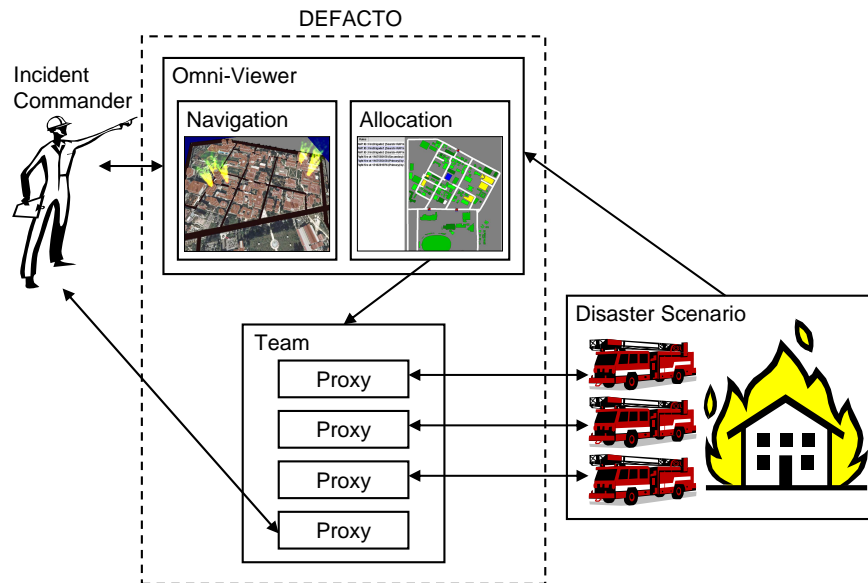 DEFACTO
Incident
Commander
Omni-Viewer
Navigation
Allocation
Team
Proxy
Proxy
Proxy
Proxy
Disaster Scenario